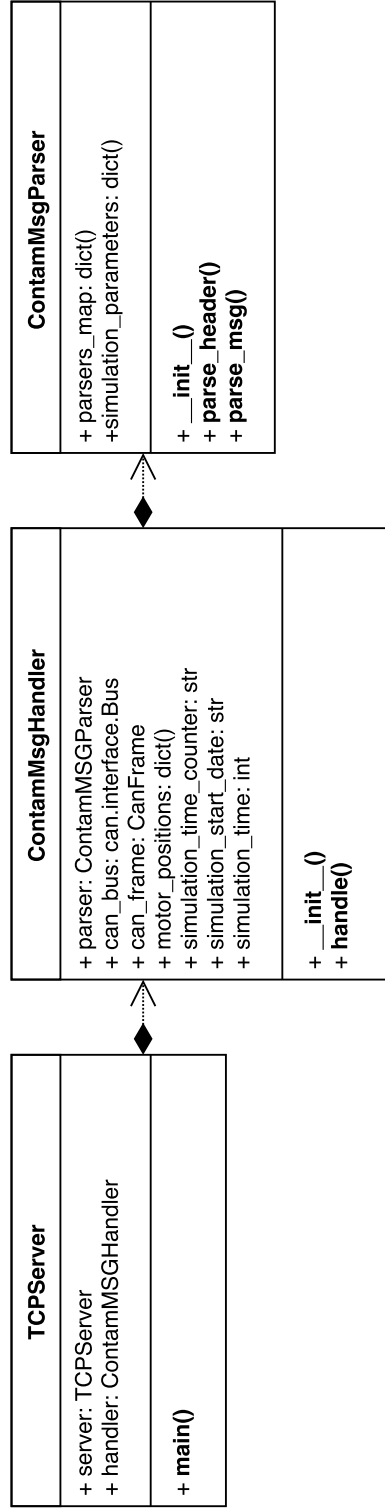 TCPServer
+ server: TCPServer
+ handler: ContamMSGHandler
+ main()
ContamMsgHandler
+ parser: ContamMSGParser
+ can_bus: can.interface.Bus
+ can_frame: CanFrame
+ motor_positions: dict()
+ simulation_time_counter: str
+ simulation_start_date: str
+ simulation_time: int
+ __init__()
+ handle()
ContamMsgParser
+ parsers_map: dict()
+simulation_parameters: dict()
+ __init__()
+ parse_header()
+ parse_msg()